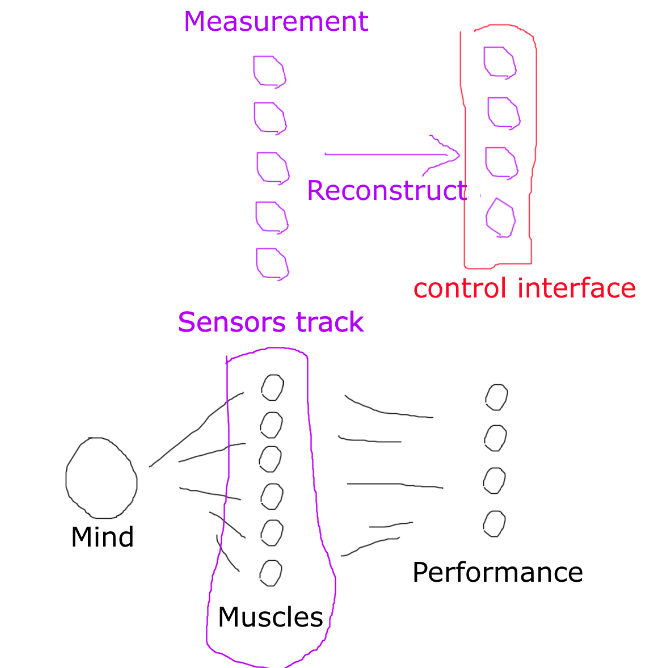 Measurement
Reconstruct
control interface
Sensors track
Mind
Performance
Muscles